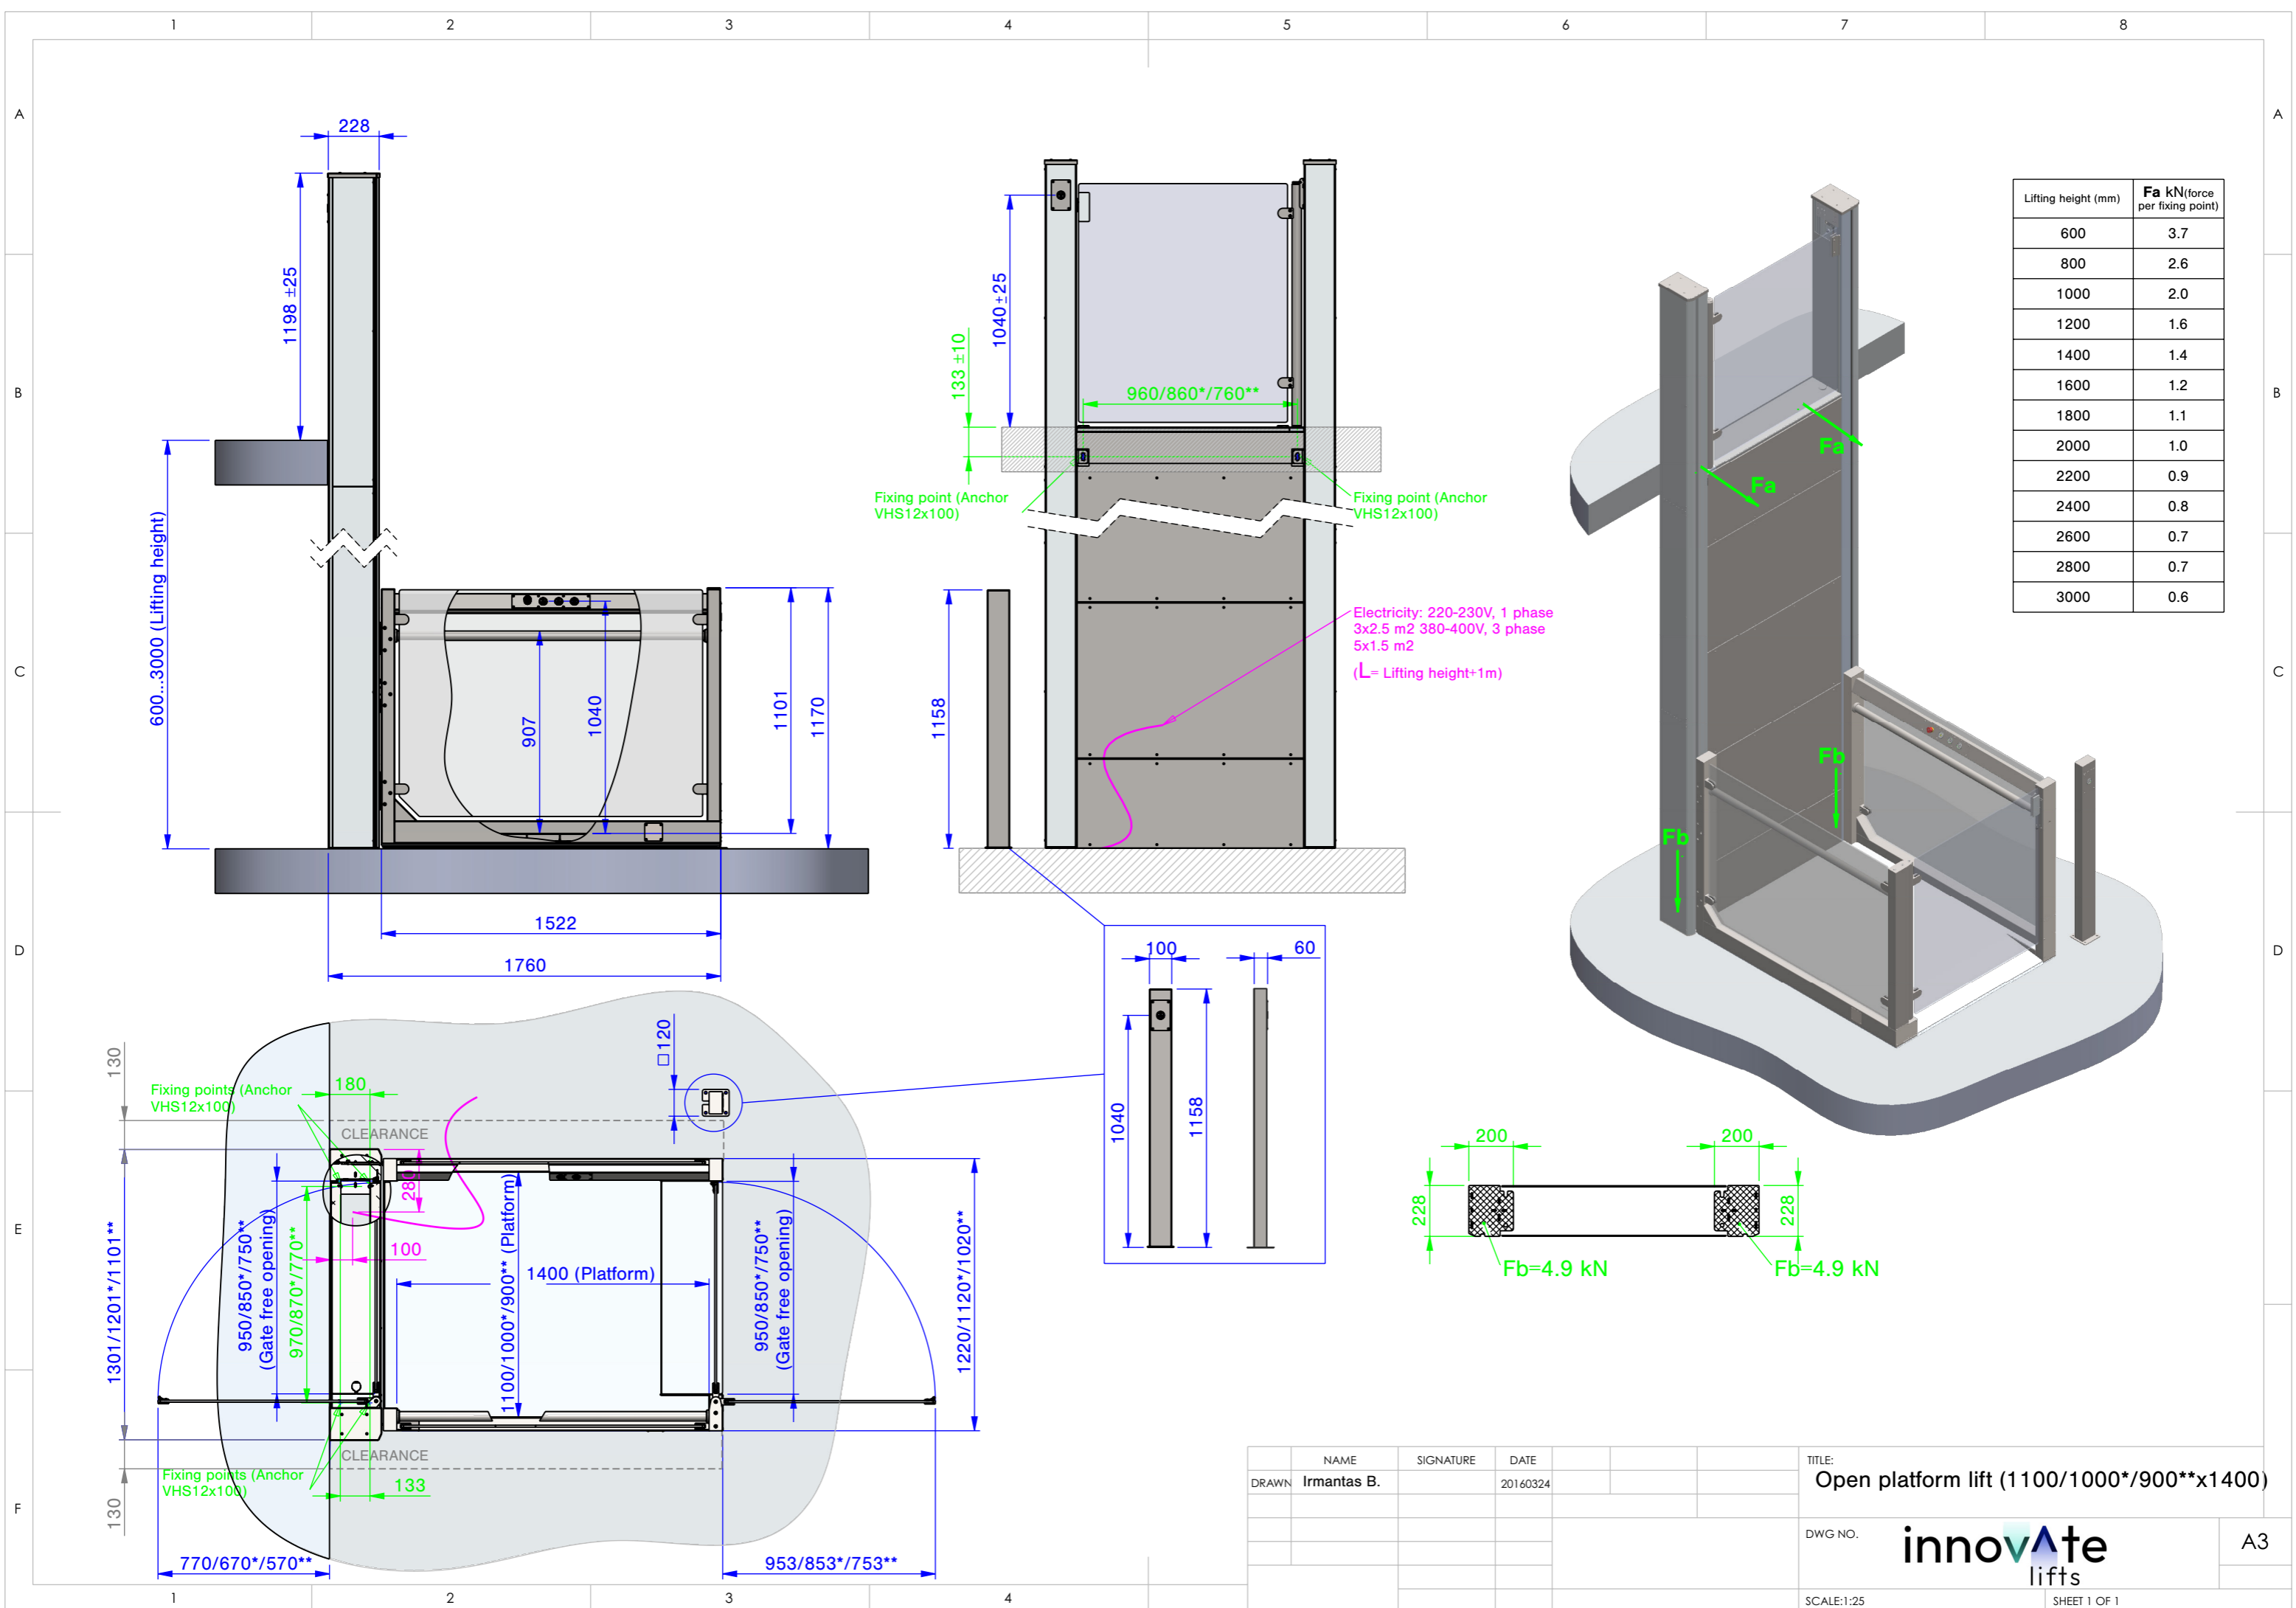 1 2 3 4 5 6 7 8
A
B
C
D
E
F
A
B
C
D
228
1198 ±25
600...3000 (Lifting height)
907
1040
1101
1170
1522
1760
1040±25
133 ±10
960/860*/760**
Fixing point (Anchor
VHS12x100)
Fixing point (Anchor
VHS12x100)
Electricity: 220-230V, 1 phase
3x2.5 m2 380-400V, 3 phase
5x1.5 m2
(L= Lifting height+1m)
1158
100
60
1040
1158
Fa
Fa
Fb
Fb
Lifting height (mm) Fa kN(force
per fixing point)
600 3.7
800 2.6
1000 2.0
1200 1.6
1400 1.4
1600 1.2
1800 1.1
2000 1.0
2200 0.9
2400 0.8
2600 0.7
2800 0.7
3000 0.6
130
Fixing points (Anchor
VHS12x100)
180
□120
CLEARANCE
280
100
1301/1201*/1101**
950/850*/750**
(Gate free opening)
970/870*/770**
1100/1000*/900** (Platform)
1400 (Platform)
950/850*/750**
(Gate free opening)
1220/1120*/1020**
CLEARANCE
Fixing points (Anchor
VHS12x100)
133
130
770/670*/570**
953/853*/753**
200
200
228
228
Fb=4.9 kN
Fb=4.9 kN
NAME SIGNATURE DATE
DRAWN Irmantas B. 20160324
TITLE:
Open platform lift (1100/1000*/900**x1400)
DWG NO.
innovAte
lifts
A3
SCALE:1:25
SHEET 1 OF 1
1 2 3 4